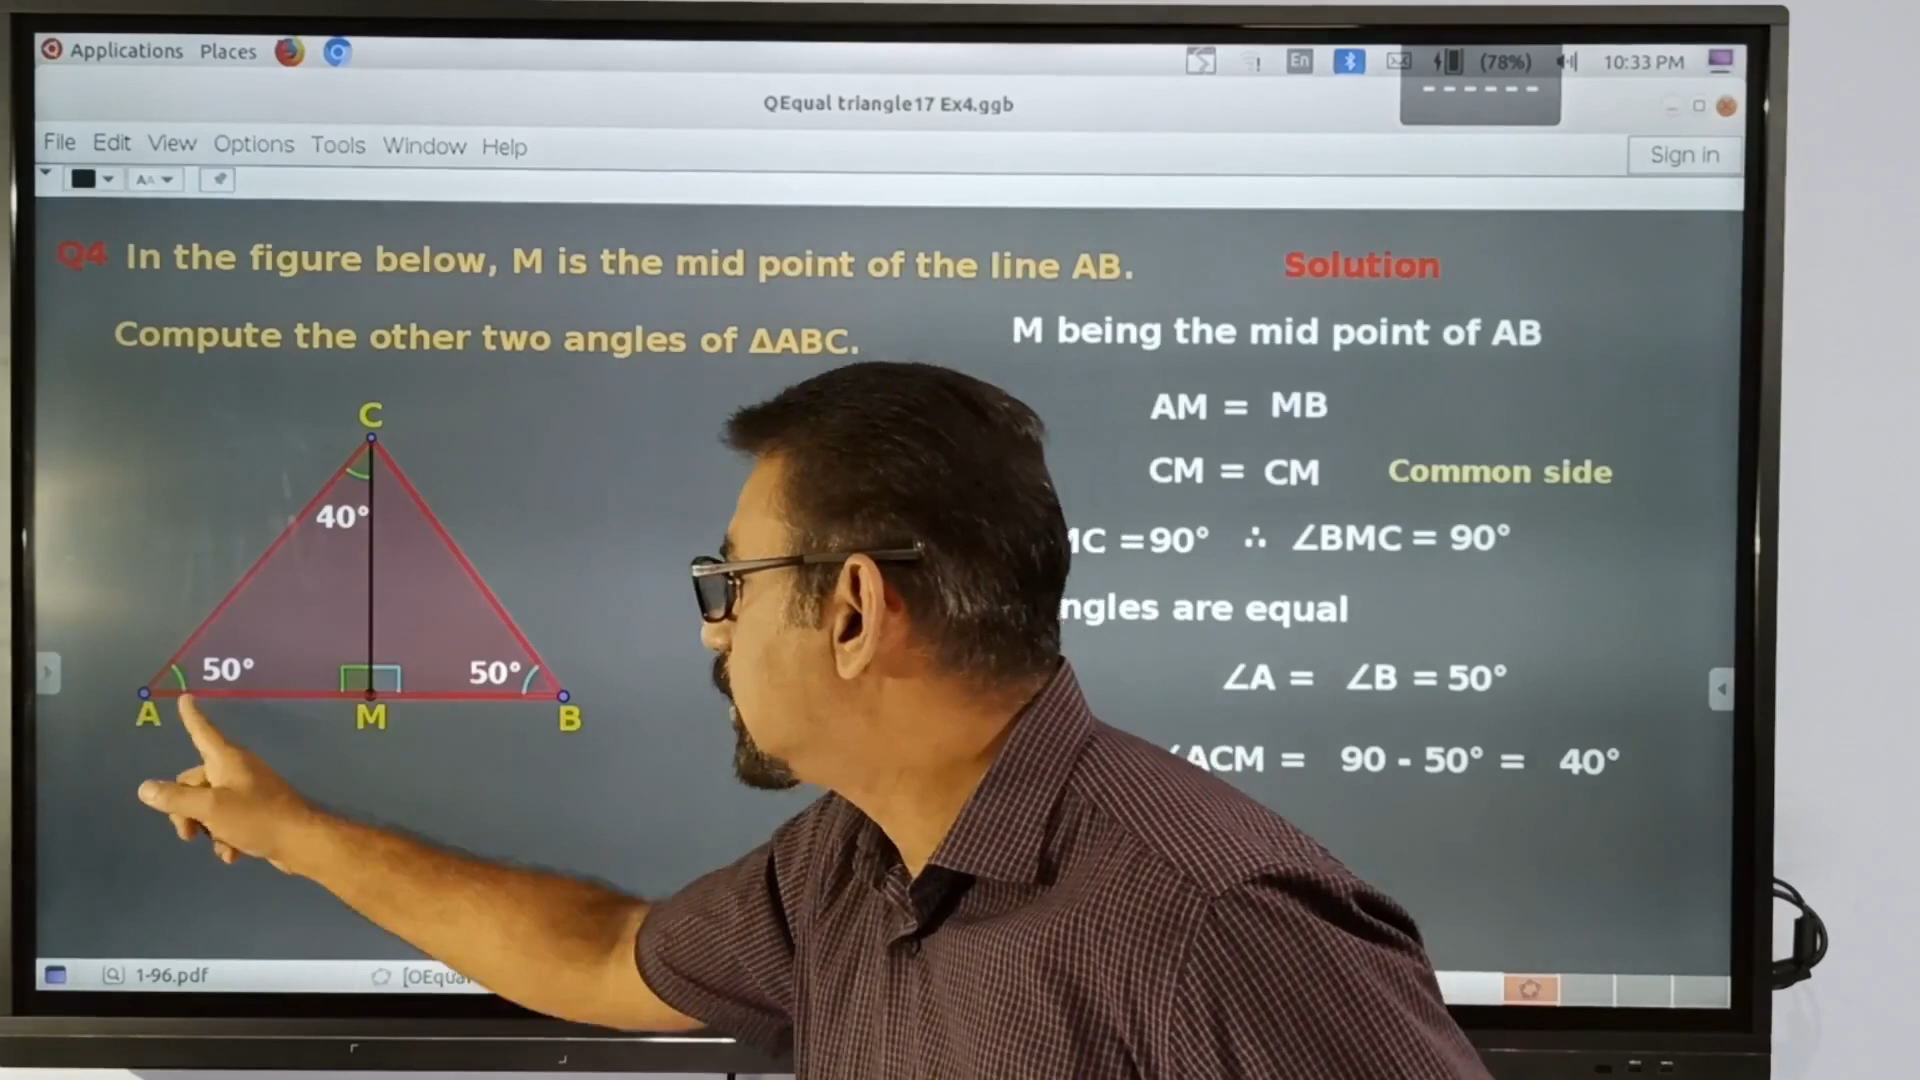 Applications Places
En (78%) 10:33 PM
QEqual triangle17 Ex4.ggb
File Edit View Options Tools Window Help
Sign in
AA
Q4 In the figure below, M is the mid point of the line AB.
Compute the other two angles of ΔABC.
C
40°
50°
50°
A
M
B
Solution
M being the mid point of AB
AM = MB
CM = CM Common side
MC =90° ∴ ∠BMC = 90°
ngles are equal
∠A = ∠B = 50°
∠ACM = 90 - 50° = 40°
1-96.pdf